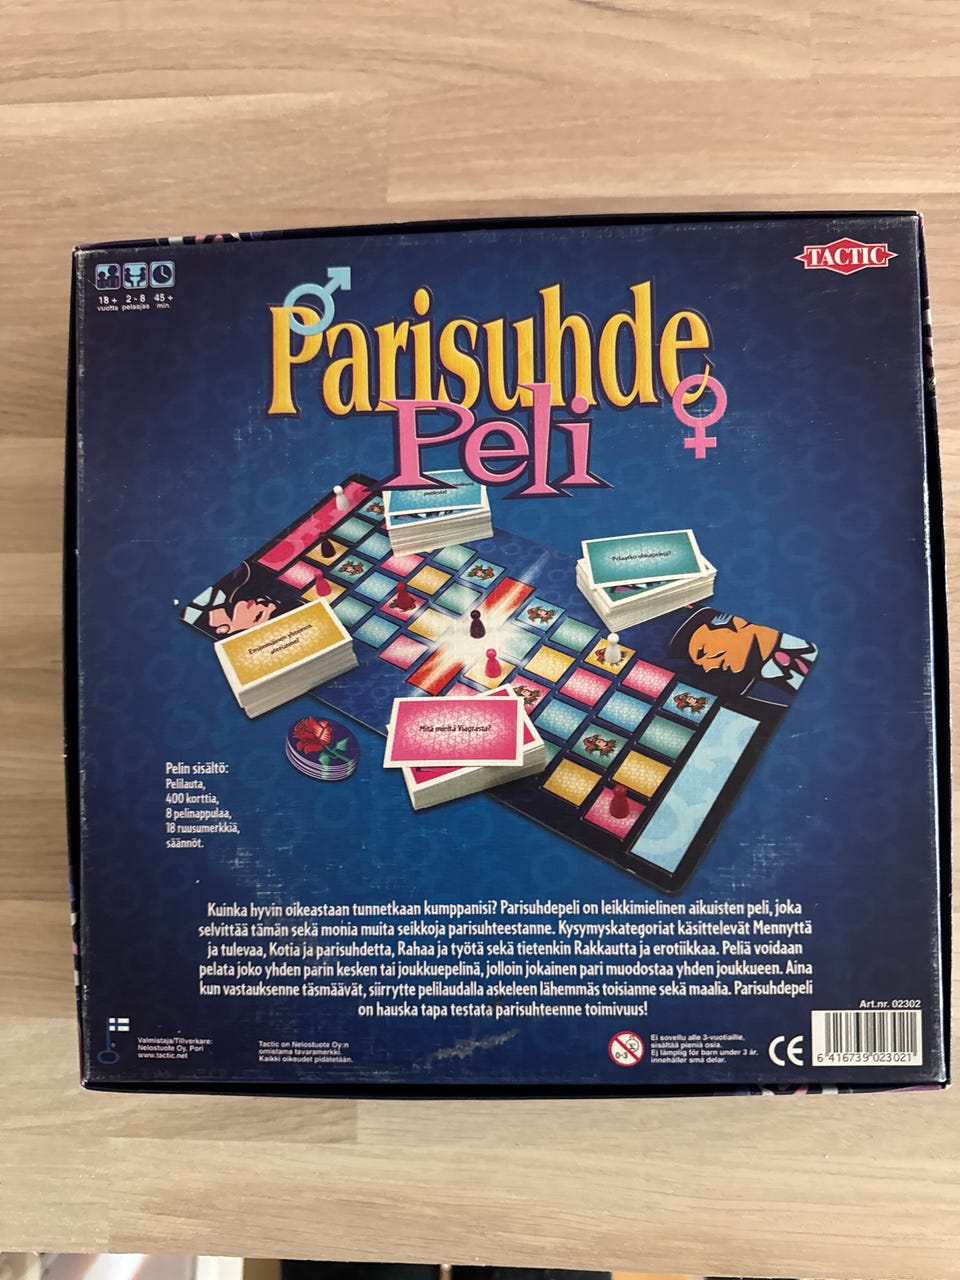 TACTIC
18 +
vuotta
2 - 8
pelaajaa
45 +
min.
Parisuhde
Peli
puolesta?
Pelaatko uhkapelejä?
Ensimmäinen yhteinen
aterianne?
Mitä mieltä Viagrasta?
Pelin sisältö:
Pelilauta,
400 korttia,
8 pelinappulaa,
18 ruusumerkkiä,
säännöt.
Kuinka hyvin oikeastaan tunnetkaan kumppanisi? Parisuhdepeli on leikkimielinen aikuisten peli, joka
selvittää tämän sekä monia muita seikkoja parisuhteestanne. Kysymyskategoriat käsittelevät Mennyttä
ja tulevaa, Kotia ja parisuhdetta, Rahaa ja työtä sekä tietenkin Rakkautta ja erotiikkaa. Peliä voidaan
pelata joko yhden parin kesken tai joukkuepelinä, jolloin jokainen pari muodostaa yhden joukkueen. Aina
kun vastauksenne täsmäävät, siirrytte pelilaudalla askeleen lähemmäs toisianne sekä maalia. Parisuhdepeli
on hauska tapa testata parisuhteenne toimivuus!
Art.nr. 02302
Valmistaja/Tillverkare:
Nelostuote Oy, Pori
www.tactic.net
Tactic on Nelostuote Oy:n
omistama tavaramerkki.
Kaikki oikeudet pidätetään.
0-3
Ei sovellu alle 3-vuotiaille,
sisältää pieniä osia.
Ej lämplig för barn under 3 år,
innehåller små delar.
CE
6 416739 023021